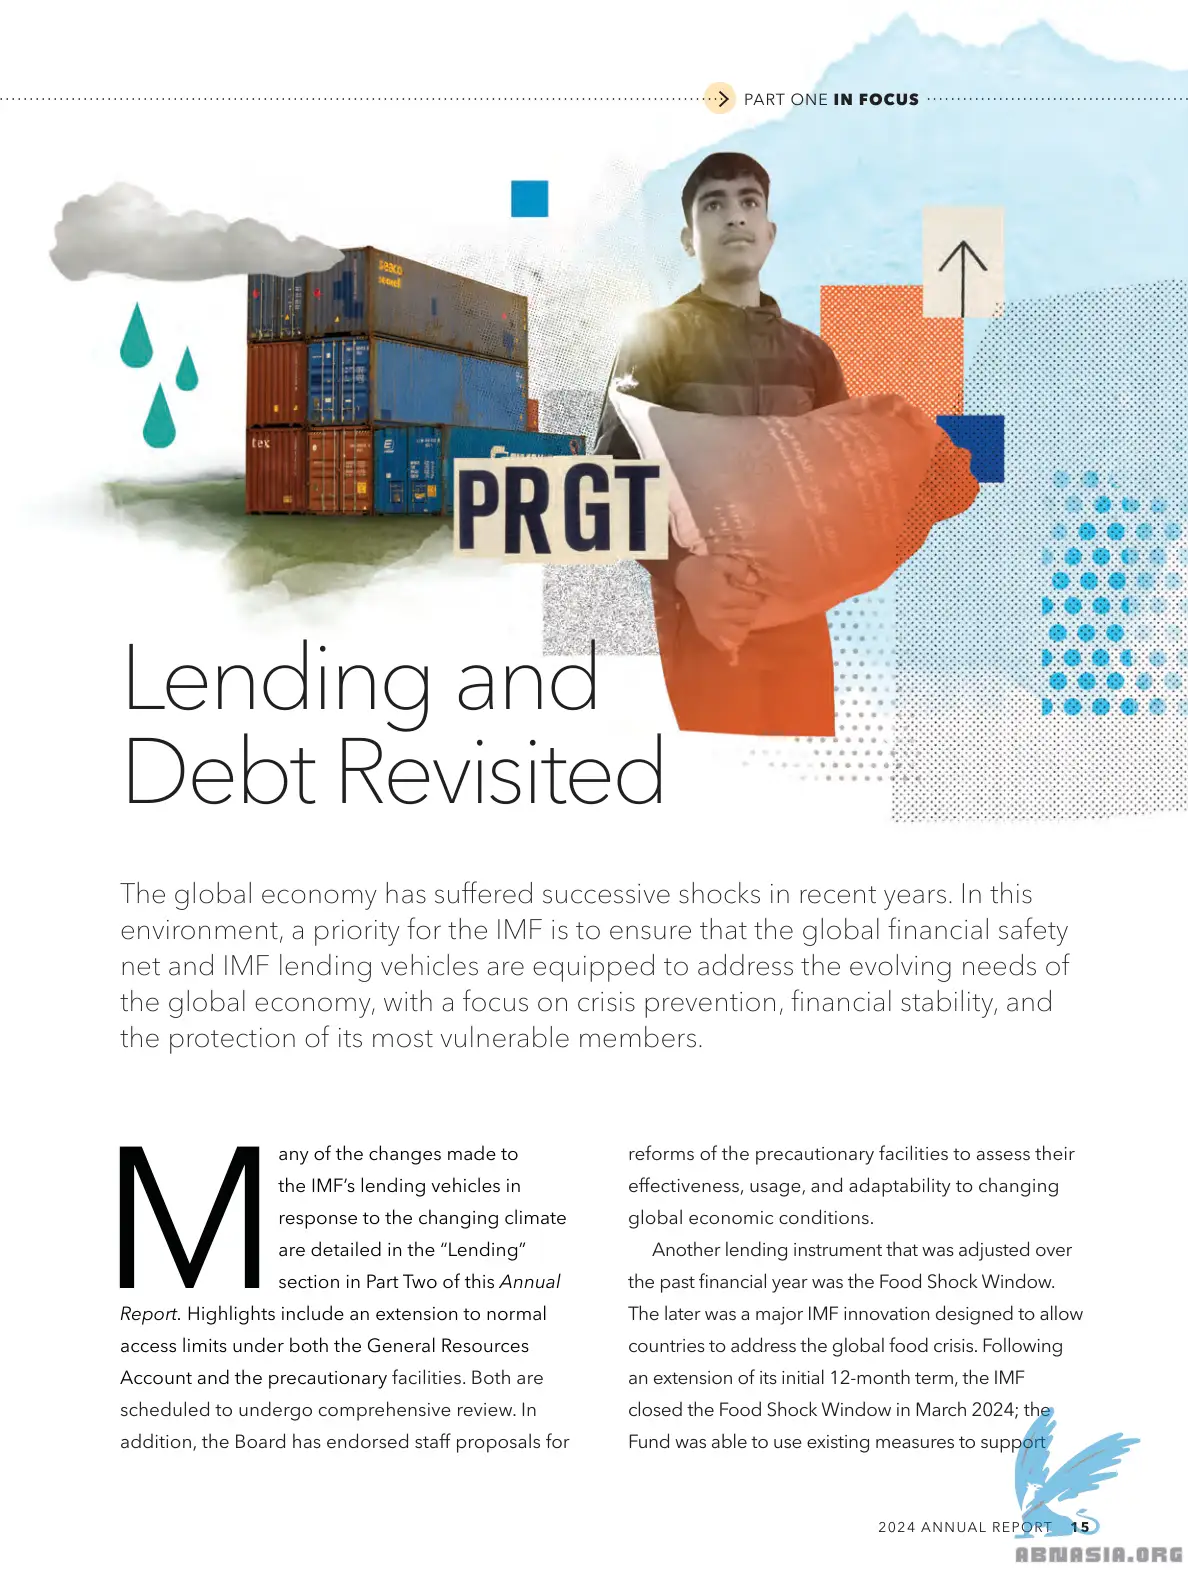 PART ONE IN FOCUS
seaco
tex
PRGT
Lending and
Debt Revisited
The global economy has suffered successive shocks in recent years. In this
environment, a priority for the IMF is to ensure that the global financial safety
net and IMF lending vehicles are equipped to address the evolving needs of
the global economy, with a focus on crisis prevention, financial stability, and
the protection of its most vulnerable members.
Many of the changes made to
the IMF’s lending vehicles in
response to the changing climate
are detailed in the “Lending”
section in Part Two of this Annual
Report. Highlights include an extension to normal
access limits under both the General Resources
Account and the precautionary facilities. Both are
scheduled to undergo comprehensive review. In
addition, the Board has endorsed staff proposals for
reforms of the precautionary facilities to assess their
effectiveness, usage, and adaptability to changing
global economic conditions.
Another lending instrument that was adjusted over
the past financial year was the Food Shock Window.
The later was a major IMF innovation designed to allow
countries to address the global food crisis. Following
an extension of its initial 12-month term, the IMF
closed the Food Shock Window in March 2024; the
Fund was able to use existing measures to support
2024 ANNUAL REPORT 15
ABNASIA.ORG